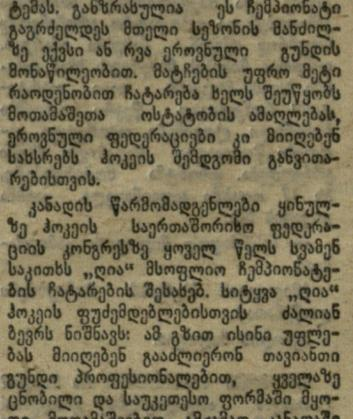 ტემას. განზრახულია ეს ჩემპიონატი
გაგრძელდეს მთელი სეზონის მანძილ-
ზე ექვსი ან რვა ეროვნული გუნდის
მონაწილეობით. მატჩების უფრო მეტი
რაოდენობით ჩატარება ხელს შეუწყობს
მოთამაშეთა ოსტატობის ამაღლებას,
ეროვნული ფედერაციები კი მიიღებენ
სახსრებს ჰოკეის შემდგომი განვითა-
რებისთვის.
კანადის წარმომადგენლები ყინულ-
ზე ჰოკეის საერთაშორისო ფედერა-
ციის კონგრესზე ყოველ წელს სვამენ
საკითხს „ღია“ მსოფლიო ჩემპიონატე-
ბის ჩატარების შესახებ. სიტყვა „ღია“
ჰოკეის ფუძემდებლებისთვის ძალიან
ბევრს ნიშნავს: ამ გზით ისინი უფლე-
ბას მიიღებენ გააძლიერონ თავიანთი
გუნდი პროფესიონალებით, ყველაზე
ცნობილი და საუკეთესო ფორმაში მყო-